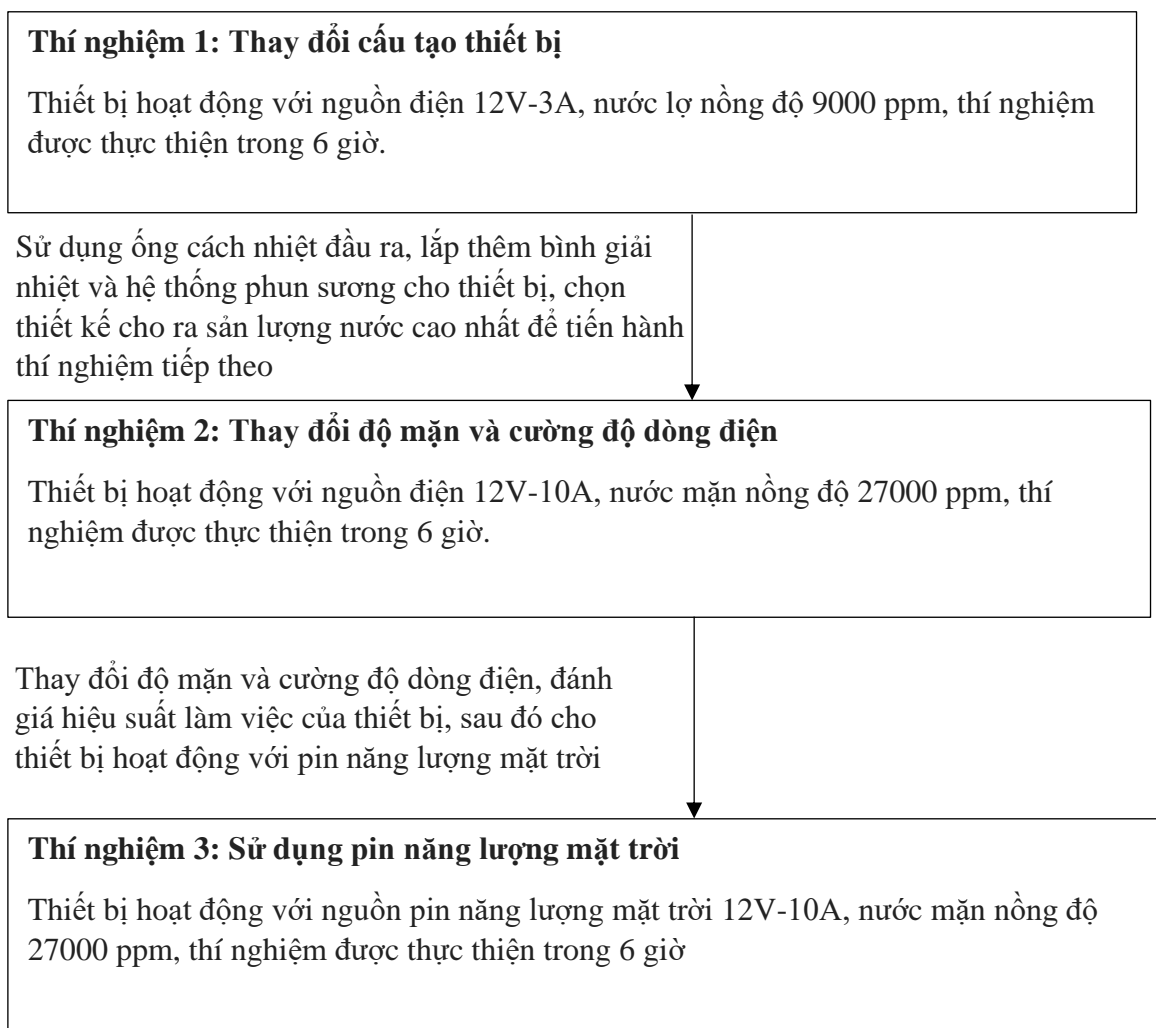 Thí nghiệm 1: Thay đổi cấu tạo thiết bị
Thiết bị hoạt động với nguồn điện 12V-3A, nước lợ nồng độ 9000 ppm, thí nghiệm
được thực thiện trong 6 giờ.
Sử dụng ống cách nhiệt đầu ra, lắp thêm bình giải
nhiệt và hệ thống phun sương cho thiết bị, chọn
thiết kế cho ra sản lượng nước cao nhất để tiến hành
thí nghiệm tiếp theo
Thí nghiệm 2: Thay đổi độ mặn và cường độ dòng điện
Thiết bị hoạt động với nguồn điện 12V-10A, nước mặn nồng độ 27000 ppm, thí
nghiệm được thực thiện trong 6 giờ.
Thay đổi độ mặn và cường độ dòng điện, đánh
giá hiệu suất làm việc của thiết bị, sau đó cho
thiết bị hoạt động với pin năng lượng mặt trời
Thí nghiệm 3: Sử dụng pin năng lượng mặt trời
Thiết bị hoạt động với nguồn pin năng lượng mặt trời 12V-10A, nước mặn nồng độ
27000 ppm, thí nghiệm được thực thiện trong 6 giờ